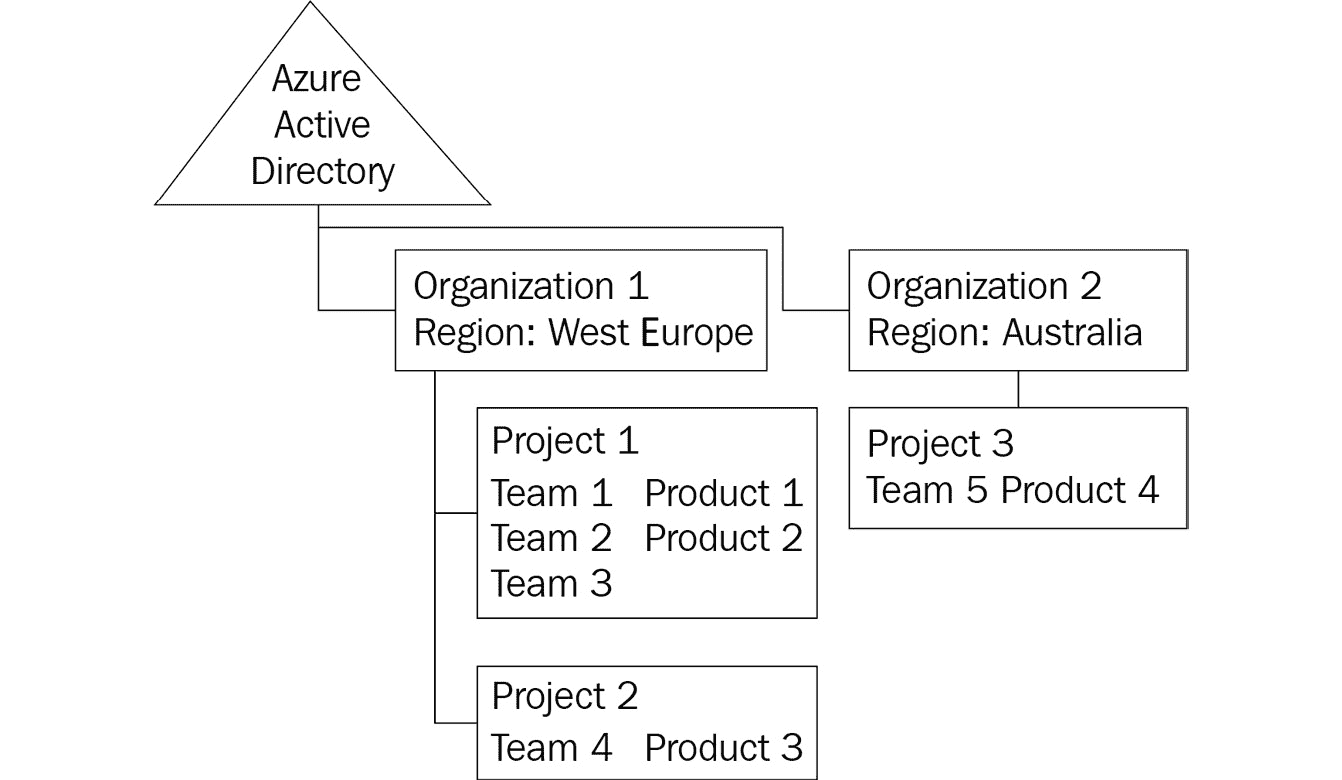 Azure
Active
Directory
Organization 1
Region: West Europe
Organization 2
Region: Australia
Project 1
Team 1 Product 1
Team 2 Product 2
Team 3
Project 3
Team 5 Product 4
Project 2
Team 4 Product 3